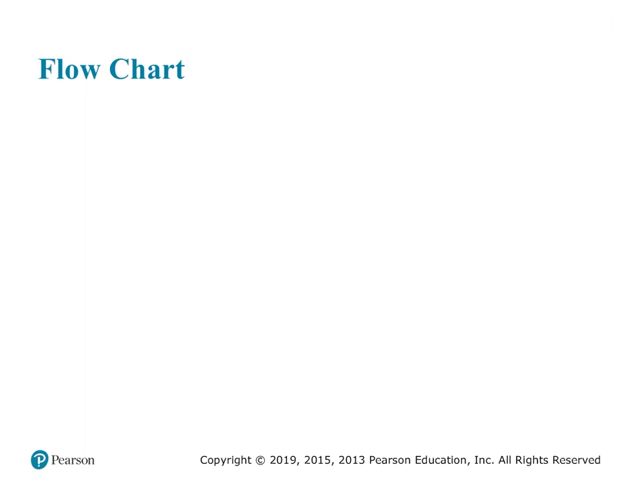 Flow Chart
Pearson
Copyright © 2019, 2015, 2013 Pearson Education, Inc. All Rights Reserved